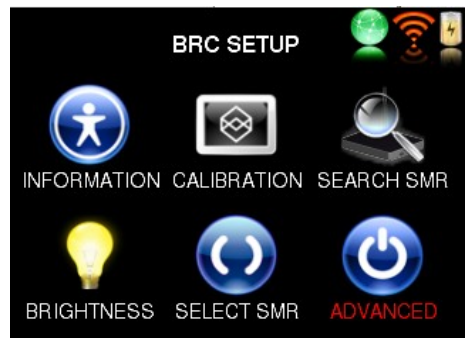 BRC SETUP
INFORMATION CALIBRATION SEARCH SMR
BRIGHTNESS SELECT SMR ADVANCED